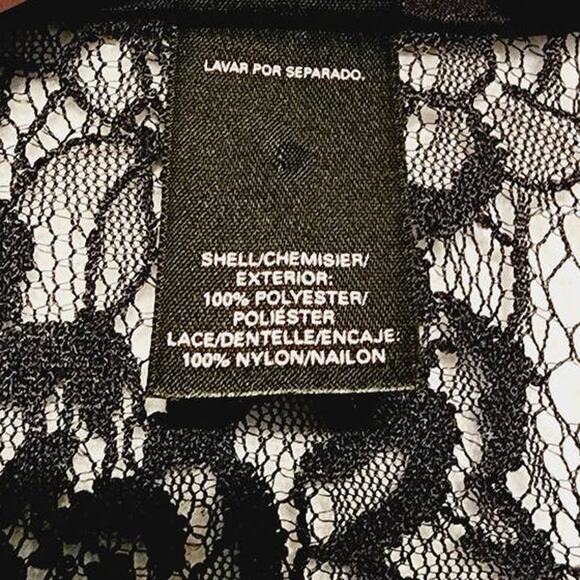 LAVAR POR SEPARADO.
SHELL/CHEMISIER/
EXTERIOR:
100% POLYESTER/
POLIÉSTER
LACE/DENTELLE/ENCAJE:
100% NYLON/NAILON